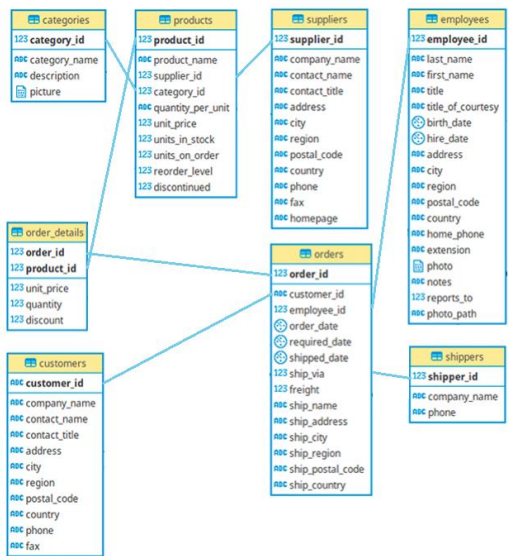 categories
123 category_id
ABC category_name
ABC description
picture
products
123 product_id
ABC product_name
123 supplier_id
123 category_id
ABC quantity_per_unit
123 unit_price
123 units_in_stock
123 units_on_order
123 reorder_level
123 discontinued
suppliers
123 supplier_id
ABC company_name
ABC contact_name
ABC contact_title
ABC address
ABC city
ABC region
ABC postal_code
ABC country
ABC phone
ABC fax
ABC homepage
employees
123 employee_id
ABC last_name
ABC first_name
ABC title
ABC title_of_courtesy
birth_date
hire_date
ABC address
ABC city
ABC region
ABC postal_code
ABC country
ABC home_phone
ABC extension
photo
ABC notes
123 reports_to
ABC photo_path
order_details
123 order_id
123 product_id
123 unit_price
123 quantity
123 discount
orders
123 order_id
ABC customer_id
123 employee_id
order_date
required_date
shipped_date
123 ship_via
123 freight
ABC ship_name
ABC ship_address
ABC ship_city
ABC ship_region
ABC ship_postal_code
ABC ship_country
customers
ABC customer_id
ABC company_name
ABC contact_name
ABC contact_title
ABC address
ABC city
ABC region
ABC postal_code
ABC country
ABC phone
ABC fax
shippers
123 shipper_id
ABC company_name
ABC phone